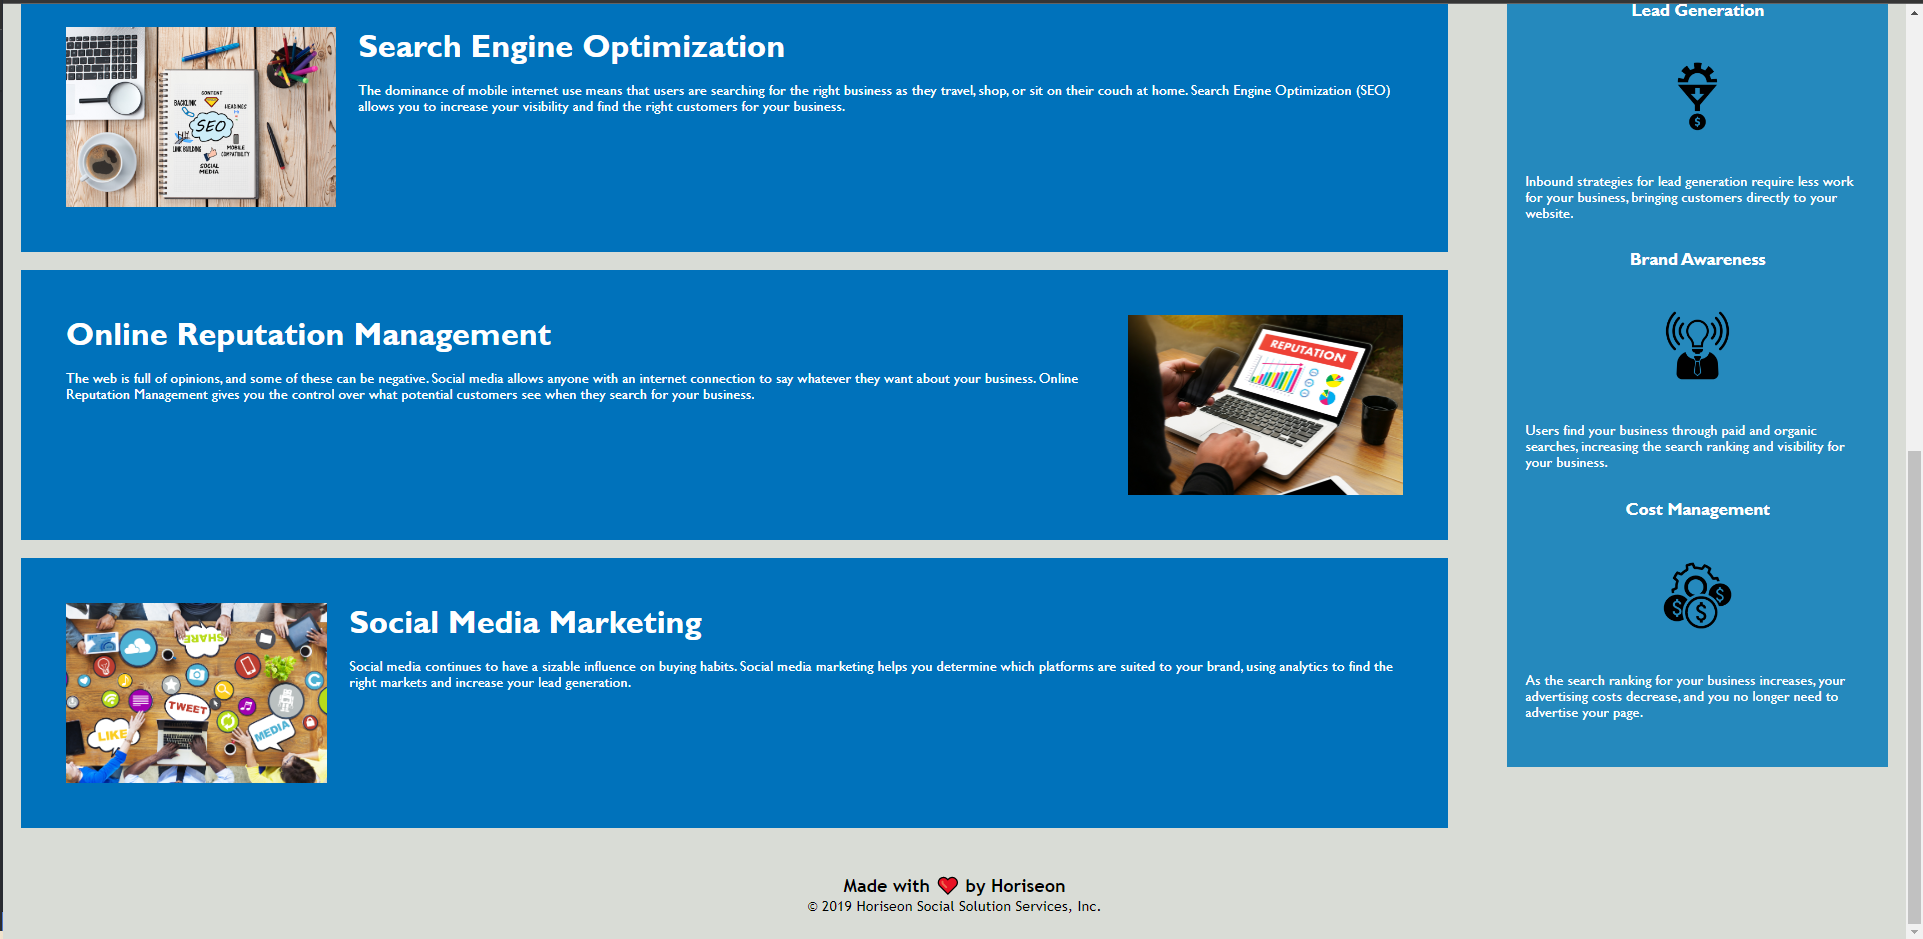 Search Engine Optimization
The dominance of mobile internet use means that users are searching for the right business as they travel, shop, or sit on their couch at home. Search Engine Optimization (SEO)
allows you to increase your visibility and find the right customers for your business.
CONTENT
BACKLINK
HEADINGS
SEO
LINK BUILDING
MOBILE
COMPATIBILITY
SOCIAL
MEDIA
Online Reputation Management
The web is full of opinions, and some of these can be negative. Social media allows anyone with an internet connection to say whatever they want about your business. Online
Reputation Management gives you the control over what potential customers see when they search for your business.
REPUTATION
Social Media Marketing
Social media continues to have a sizable influence on buying habits. Social media marketing helps you determine which platforms are suited to your brand, using analytics to find the
right markets and increase your lead generation.
SHARE
TWEET
LIKE
MEDIA
Lead Generation
$
Inbound strategies for lead generation require less work
for your business, bringing customers directly to your
website.
Brand Awareness
Users find your business through paid and organic
searches, increasing the search ranking and visibility for
your business.
Cost Management
$ $ $
As the search ranking for your business increases, your
advertising costs decrease, and you no longer need to
advertise your page.
Made with ❤️ by Horiseon
© 2019 Horiseon Social Solution Services, Inc.